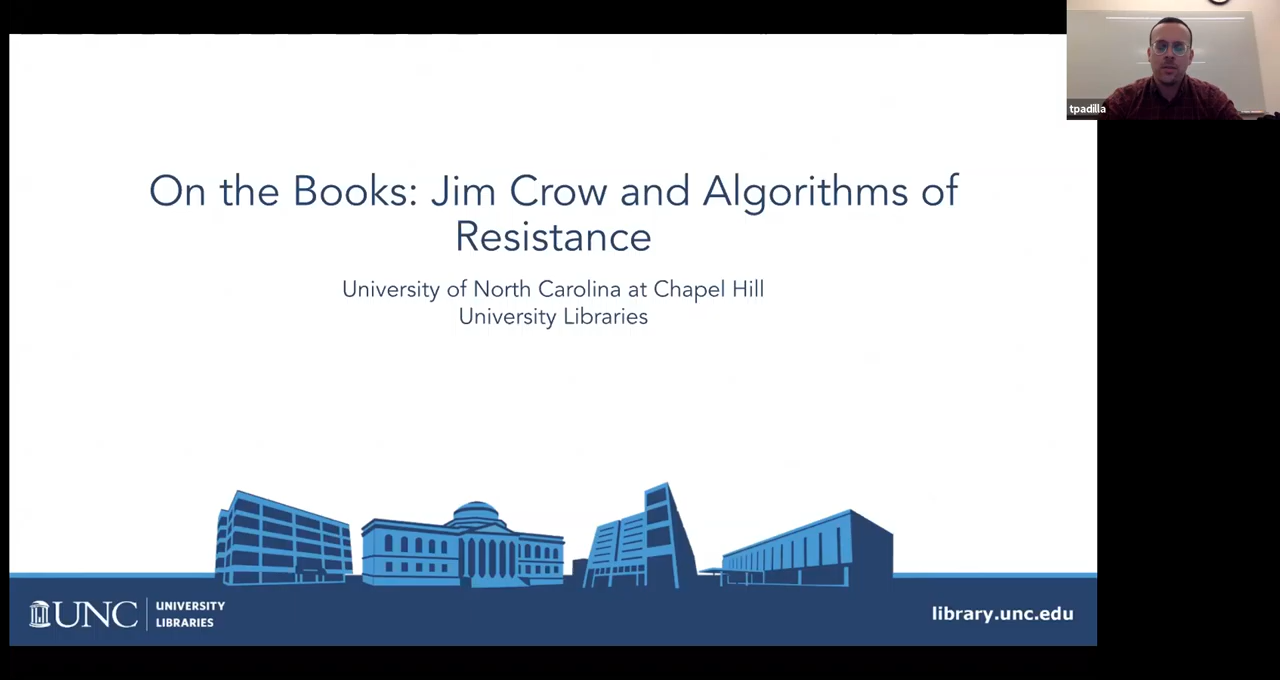 tpadilla
On the Books: Jim Crow and Algorithms of
Resistance
University of North Carolina at Chapel Hill
University Libraries
UNC
UNIVERSITY
LIBRARIES
library.unc.edu